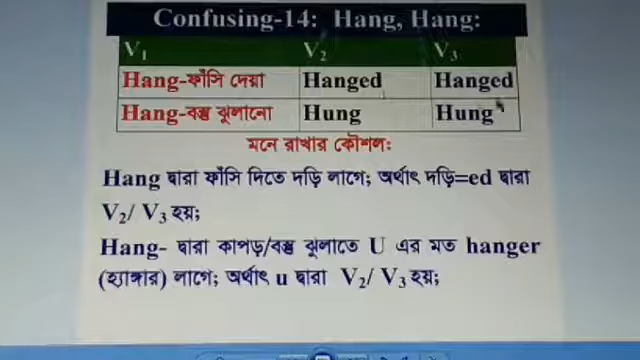 Confusing-14: Hang, Hang:
V1 V2 V3
Hang-ফাঁসি দেয়া Hanged Hanged
Hang-বস্তু ঝুলানো Hung Hung
মনে রাখার কৌশল:
Hang দ্বারা ফাঁসি দিতে দড়ি লাগে; অর্থাৎ দড়ি=ed দ্বারা
V2/ V3 হয়;
Hang- দ্বারা কাপড়/বস্তু ঝুলাতে U এর মত hanger
(হ্যাঙ্গার) লাগে; অর্থাৎ u দ্বারা V2/ V3 হয়;